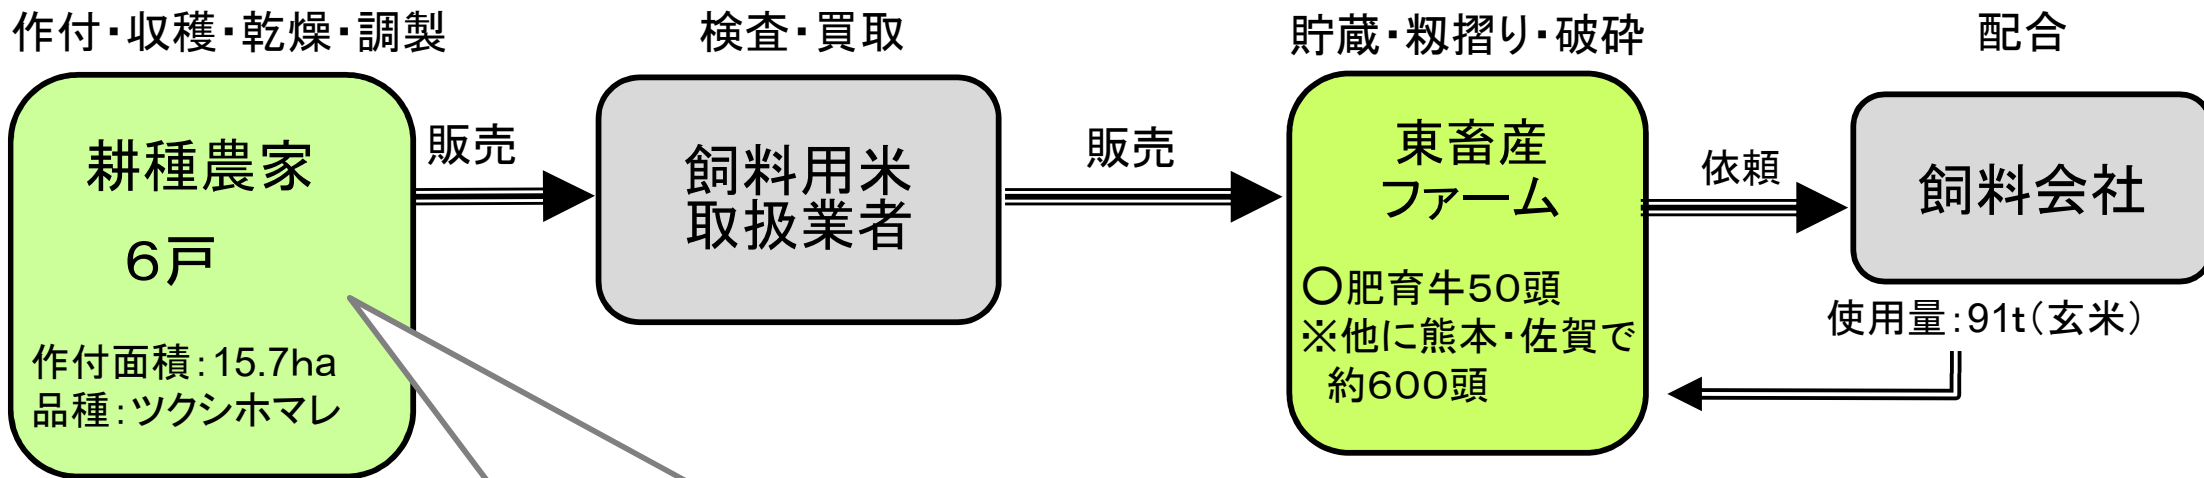 作付・収穫・乾燥・調製
検査・買取
貯蔵・籾摺り・破砕
配合
耕種農家
６戸
作付面積：15.7ha
品種：ツクシホマレ
販売
飼料用米
取扱業者
販売
東畜産
ファーム
〇肥育牛５０頭
※他に熊本・佐賀で
約６００頭
依頼
飼料会社
使用量：91t（玄米）